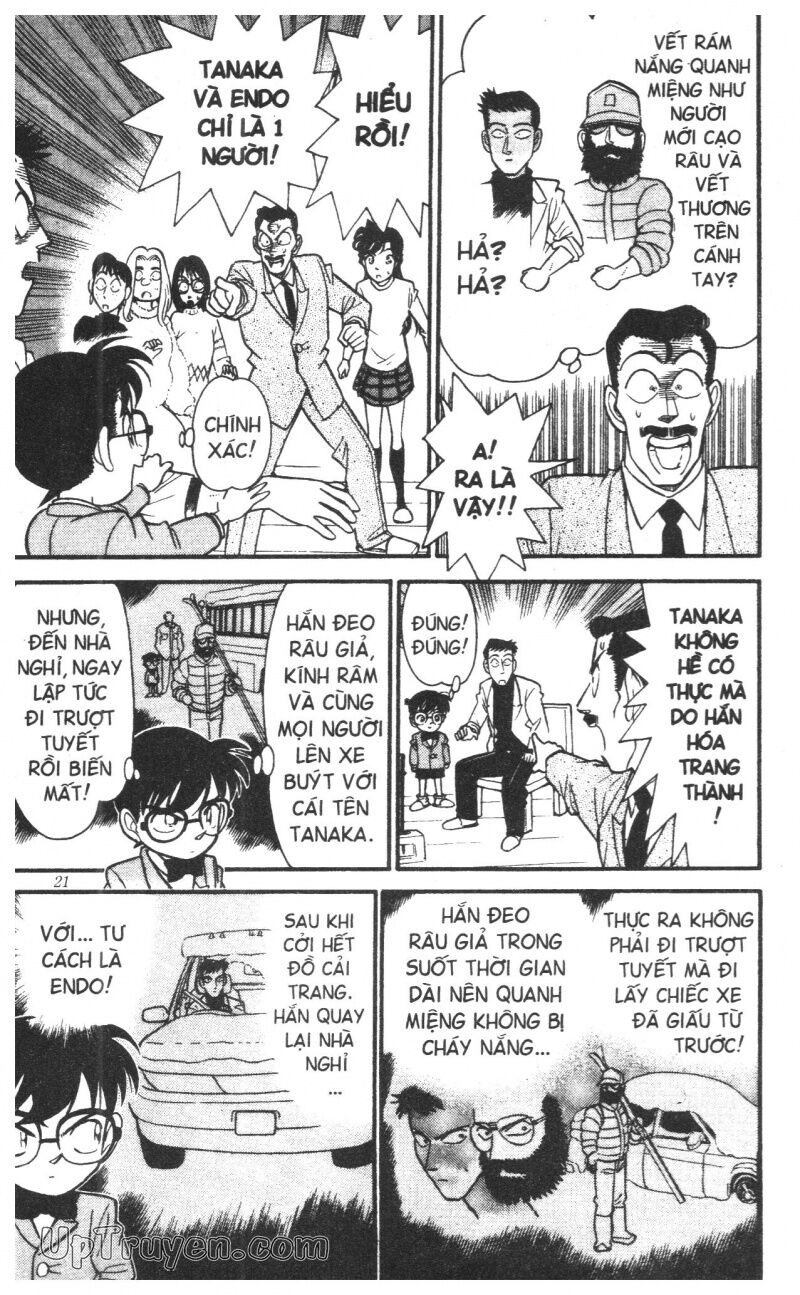 VẾT RÁM
NẮNG QUANH
MIỆNG NHƯ
NGƯỜI
MỚI CẠO
RÂU VÀ
VẾT
THƯƠNG
TRÊN
CÁNH
TAY?
HẢ?
HẢ?
A!
RA LÀ
VẬY!!
HIỂU
RỒI!
TANAKA
VÀ ENDO
CHỈ LÀ 1
NGƯỜI!
CHÍNH
XÁC!
TANAKA
KHÔNG
HỀ CÓ
THỰC MÀ
DO HẮN
HÓA
TRANG
THÀNH
!
ĐÚNG!
ĐÚNG!
HẮN ĐEO
RÂU GIẢ,
KÍNH RÂM
VÀ CÙNG
MỌI NGƯỜI
LÊN XE
BUÝT VỚI
CÁI TÊN
TANAKA.
NHƯNG,
ĐẾN NHÀ
NGHỈ, NGAY
LẬP TỨC
ĐI TRƯỢT
TUYẾT
RỒI BIẾN
MẤT!
21
THỰC RA KHÔNG
PHẢI ĐI TRƯỢT
TUYẾT MÀ ĐI
LẤY CHIẾC XE
ĐÃ GIẤU TỪ
TRƯỚC!
HẮN ĐEO
RÂU GIẢ TRONG
SUỐT THỜI GIAN
DÀI NÊN QUANH
MIỆNG KHÔNG BỊ
CHÁY NẮNG...
SAU KHI
CỞI HẾT
ĐỒ CẢI
TRANG.
HẮN QUAY
LẠI NHÀ
NGHỈ
...
VỚI... TƯ
CÁCH LÀ
ENDO!
UpTruyen.com